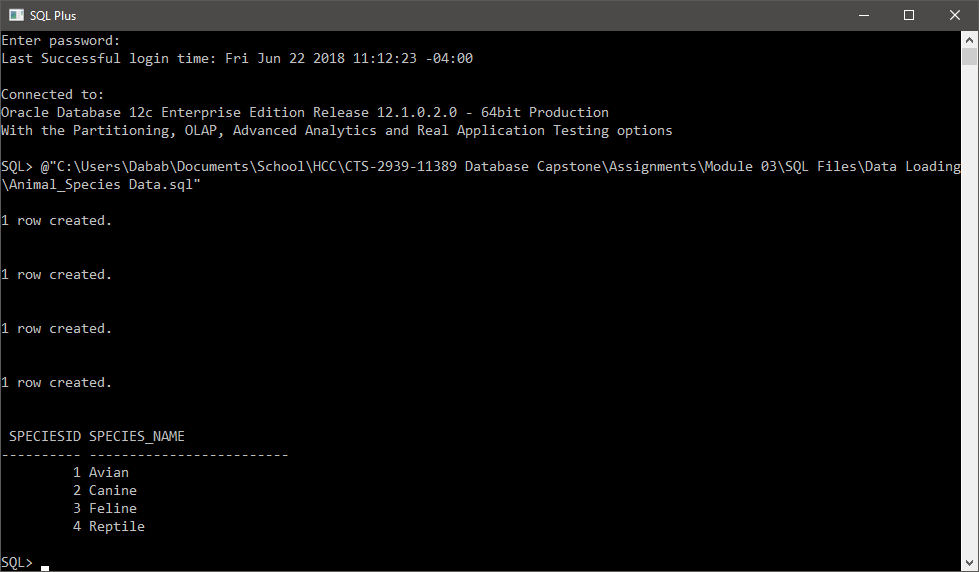 SQL Plus
Enter password:
Last Successful login time: Fri Jun 22 2018 11:12:23 -04:00
Connected to:
Oracle Database 12c Enterprise Edition Release 12.1.0.2.0 - 64bit Production
With the Partitioning, OLAP, Advanced Analytics and Real Application Testing options
SQL> @"C:\Users\Dabab\Documents\School\HCC\CTS-2939-11389 Database Capstone\Assignments\Module 03\SQL Files\Data Loading
\Animal_Species Data.sql"
1 row created.
1 row created.
1 row created.
1 row created.
SPECIESID SPECIES_NAME
---------- -------------------------
1 Avian
2 Canine
3 Feline
4 Reptile
SQL>